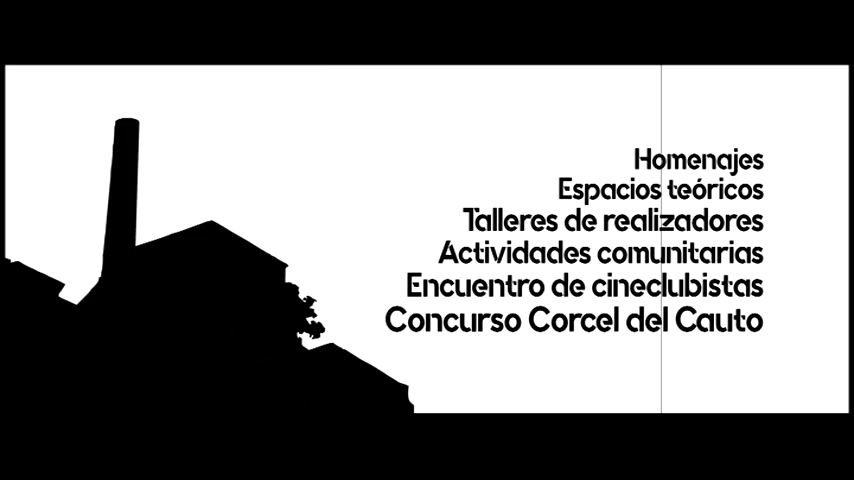 Homenajes
Espacios teóricos
Talleres de realizadores
Actividades comunitarias
Encuentro de cineclubistas
Concurso Corcel del Cauto